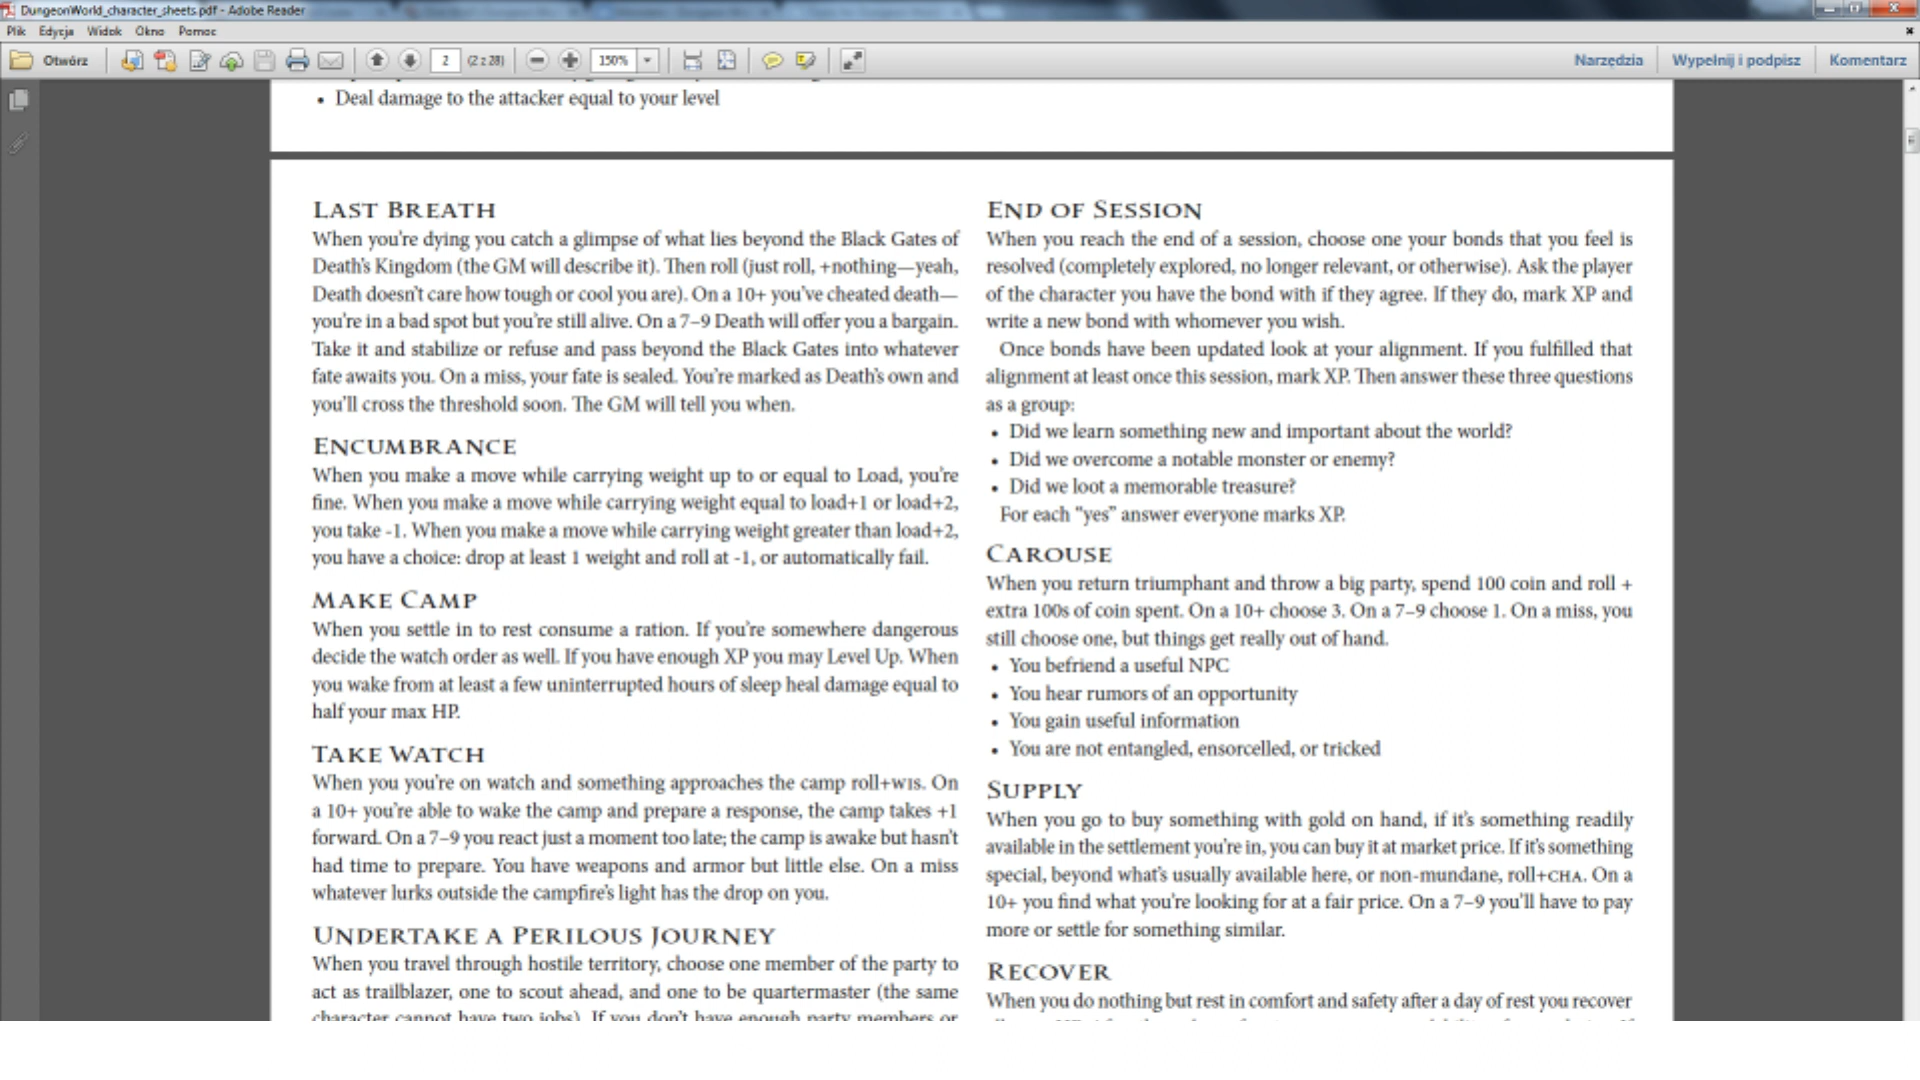 DungeonWorld_character_sheets.pdf - Adobe Reader
Plik Edycja Widok Okno Pomoc
Otwórz 2 (2 z 28) 150% Narzędzia Wypełnij i podpisz Komentarz
• Deal damage to the attacker equal to your level
LAST BREATH
When you're dying you catch a glimpse of what lies beyond the Black Gates of
Death's Kingdom (the GM will describe it). Then roll (just roll, +nothing—yeah,
Death doesn't care how tough or cool you are). On a 10+ you've cheated death—
you're in a bad spot but you're still alive. On a 7–9 Death will offer you a bargain.
Take it and stabilize or refuse and pass beyond the Black Gates into whatever
fate awaits you. On a miss, your fate is sealed. You're marked as Death's own and
you'll cross the threshold soon. The GM will tell you when.
ENCUMBRANCE
When you make a move while carrying weight up to or equal to Load, you're
fine. When you make a move while carrying weight equal to load+1 or load+2,
you take -1. When you make a move while carrying weight greater than load+2,
you have a choice: drop at least 1 weight and roll at -1, or automatically fail.
MAKE CAMP
When you settle in to rest consume a ration. If you're somewhere dangerous
decide the watch order as well. If you have enough XP you may Level Up. When
you wake from at least a few uninterrupted hours of sleep heal damage equal to
half your max HP.
TAKE WATCH
When you you're on watch and something approaches the camp roll+WIS. On
a 10+ you're able to wake the camp and prepare a response, the camp takes +1
forward. On a 7–9 you react just a moment too late; the camp is awake but hasn't
had time to prepare. You have weapons and armor but little else. On a miss
whatever lurks outside the campfire's light has the drop on you.
UNDERTAKE A PERILOUS JOURNEY
When you travel through hostile territory, choose one member of the party to
act as trailblazer, one to scout ahead, and one to be quartermaster (the same
character cannot have two jobs). If you don't have enough party members or
END OF SESSION
When you reach the end of a session, choose one your bonds that you feel is
resolved (completely explored, no longer relevant, or otherwise). Ask the player
of the character you have the bond with if they agree. If they do, mark XP and
write a new bond with whomever you wish.
Once bonds have been updated look at your alignment. If you fulfilled that
alignment at least once this session, mark XP. Then answer these three questions
as a group:
• Did we learn something new and important about the world?
• Did we overcome a notable monster or enemy?
• Did we loot a memorable treasure?
For each “yes” answer everyone marks XP.
CAROUSE
When you return triumphant and throw a big party, spend 100 coin and roll +
extra 100s of coin spent. On a 10+ choose 3. On a 7–9 choose 1. On a miss, you
still choose one, but things get really out of hand.
• You befriend a useful NPC
• You hear rumors of an opportunity
• You gain useful information
• You are not entangled, ensorcelled, or tricked
SUPPLY
When you go to buy something with gold on hand, if it's something readily
available in the settlement you're in, you can buy it at market price. If it's something
special, beyond what's usually available here, or non-mundane, roll+CHA. On a
10+ you find what you're looking for at a fair price. On a 7–9 you'll have to pay
more or settle for something similar.
RECOVER
When you do nothing but rest in comfort and safety after a day of rest you recover